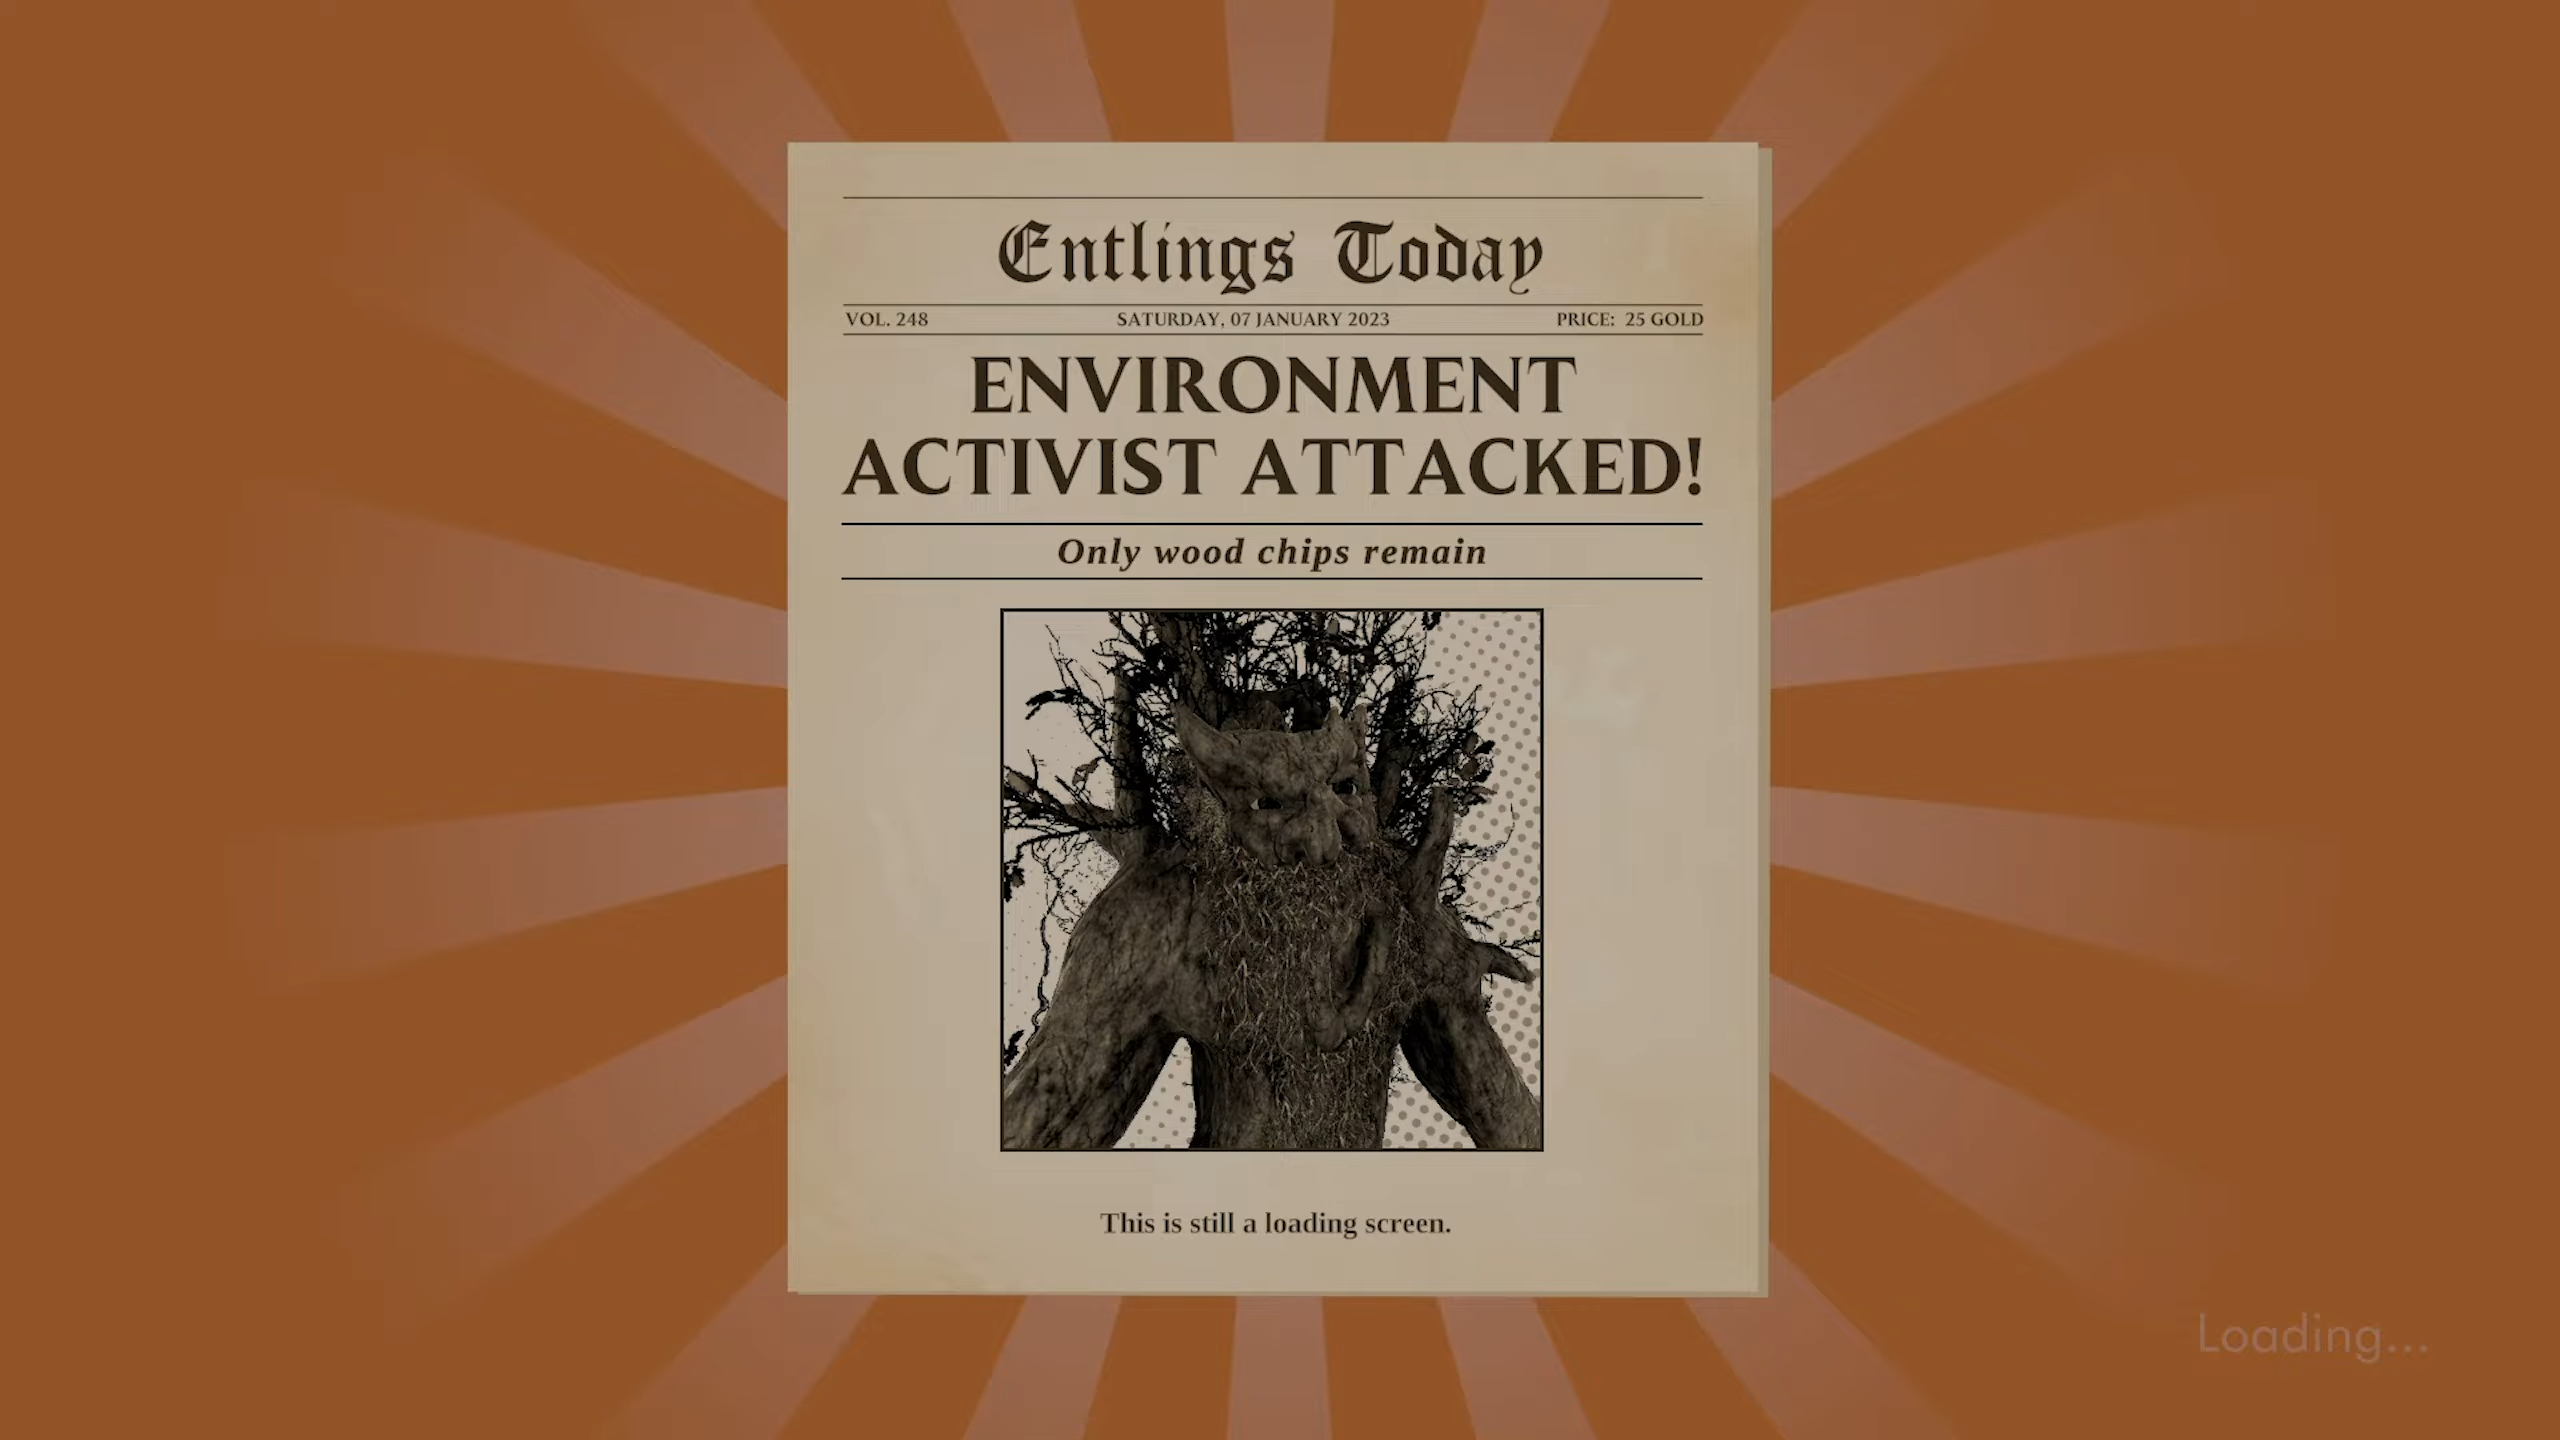 Entlings Today
VOL. 248 SATURDAY, 07 JANUARY 2023 PRICE: 25 GOLD
ENVIRONMENT
ACTIVIST ATTACKED!
Only wood chips remain
This is still a loading screen.
Loading...